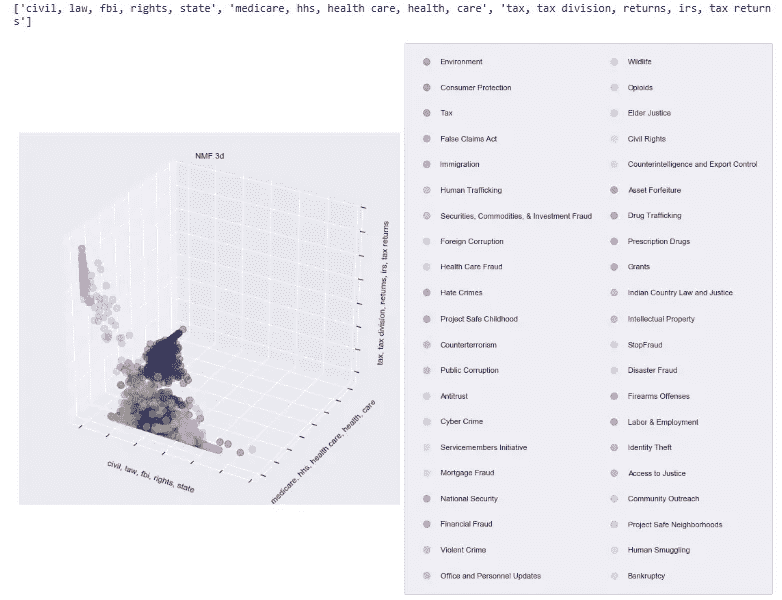 ['civil, law, fbi, rights, state', 'medicare, hhs, health care, health, care', 'tax, tax division, returns, irs, tax return
s']
NMF 3d
tax, tax division, returns, irs, tax returns
medicare, hhs, health care, health, care
civil, law, fbi, rights, state
Environment
Consumer Protection
Tax
False Claims Act
Immigration
Human Trafficking
Securities, Commodities, & Investment Fraud
Foreign Corruption
Health Care Fraud
Hate Crimes
Project Safe Childhood
Counterterrorism
Public Corruption
Antitrust
Cyber Crime
Servicemembers Initiative
Mortgage Fraud
National Security
Financial Fraud
Violent Crime
Office and Personnel Updates
Wildlife
Opioids
Elder Justice
Civil Rights
Counterintelligence and Export Control
Asset Forfeiture
Drug Trafficking
Prescription Drugs
Grants
Indian Country Law and Justice
Intellectual Property
StopFraud
Disaster Fraud
Firearms Offenses
Labor & Employment
Identity Theft
Access to Justice
Community Outreach
Project Safe Neighborhoods
Human Smuggling
Bankruptcy